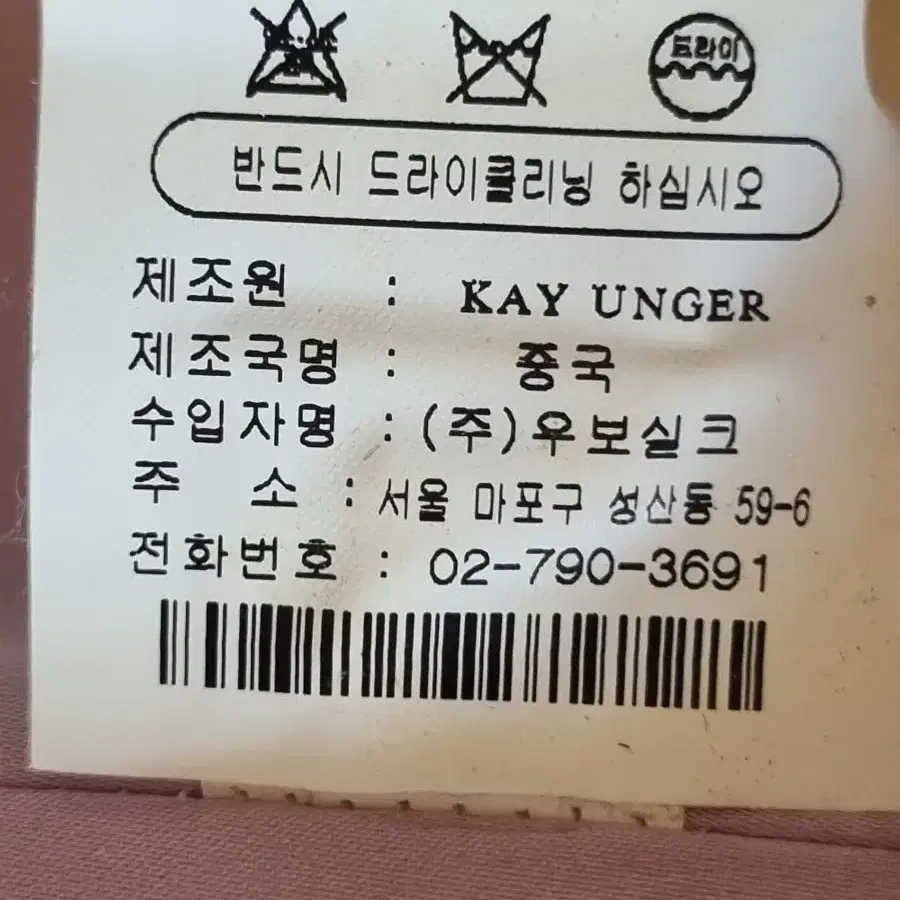 드라이
반드시 드라이클리닝 하십시오
제조원 : KAY UNGER
제조국명 : 중국
수입자명 : (주)우보실크
주 소 : 서울 마포구 성산동 59-6
전화번호 : 02-790-3691